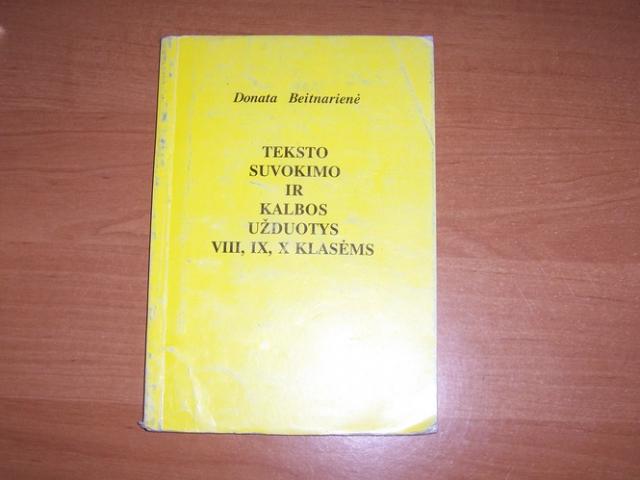 Donata Beitnarienė
TEKSTO
SUVOKIMO
IR
KALBOS
UŽDUOTYS
VIII, IX, X KLASĖMS